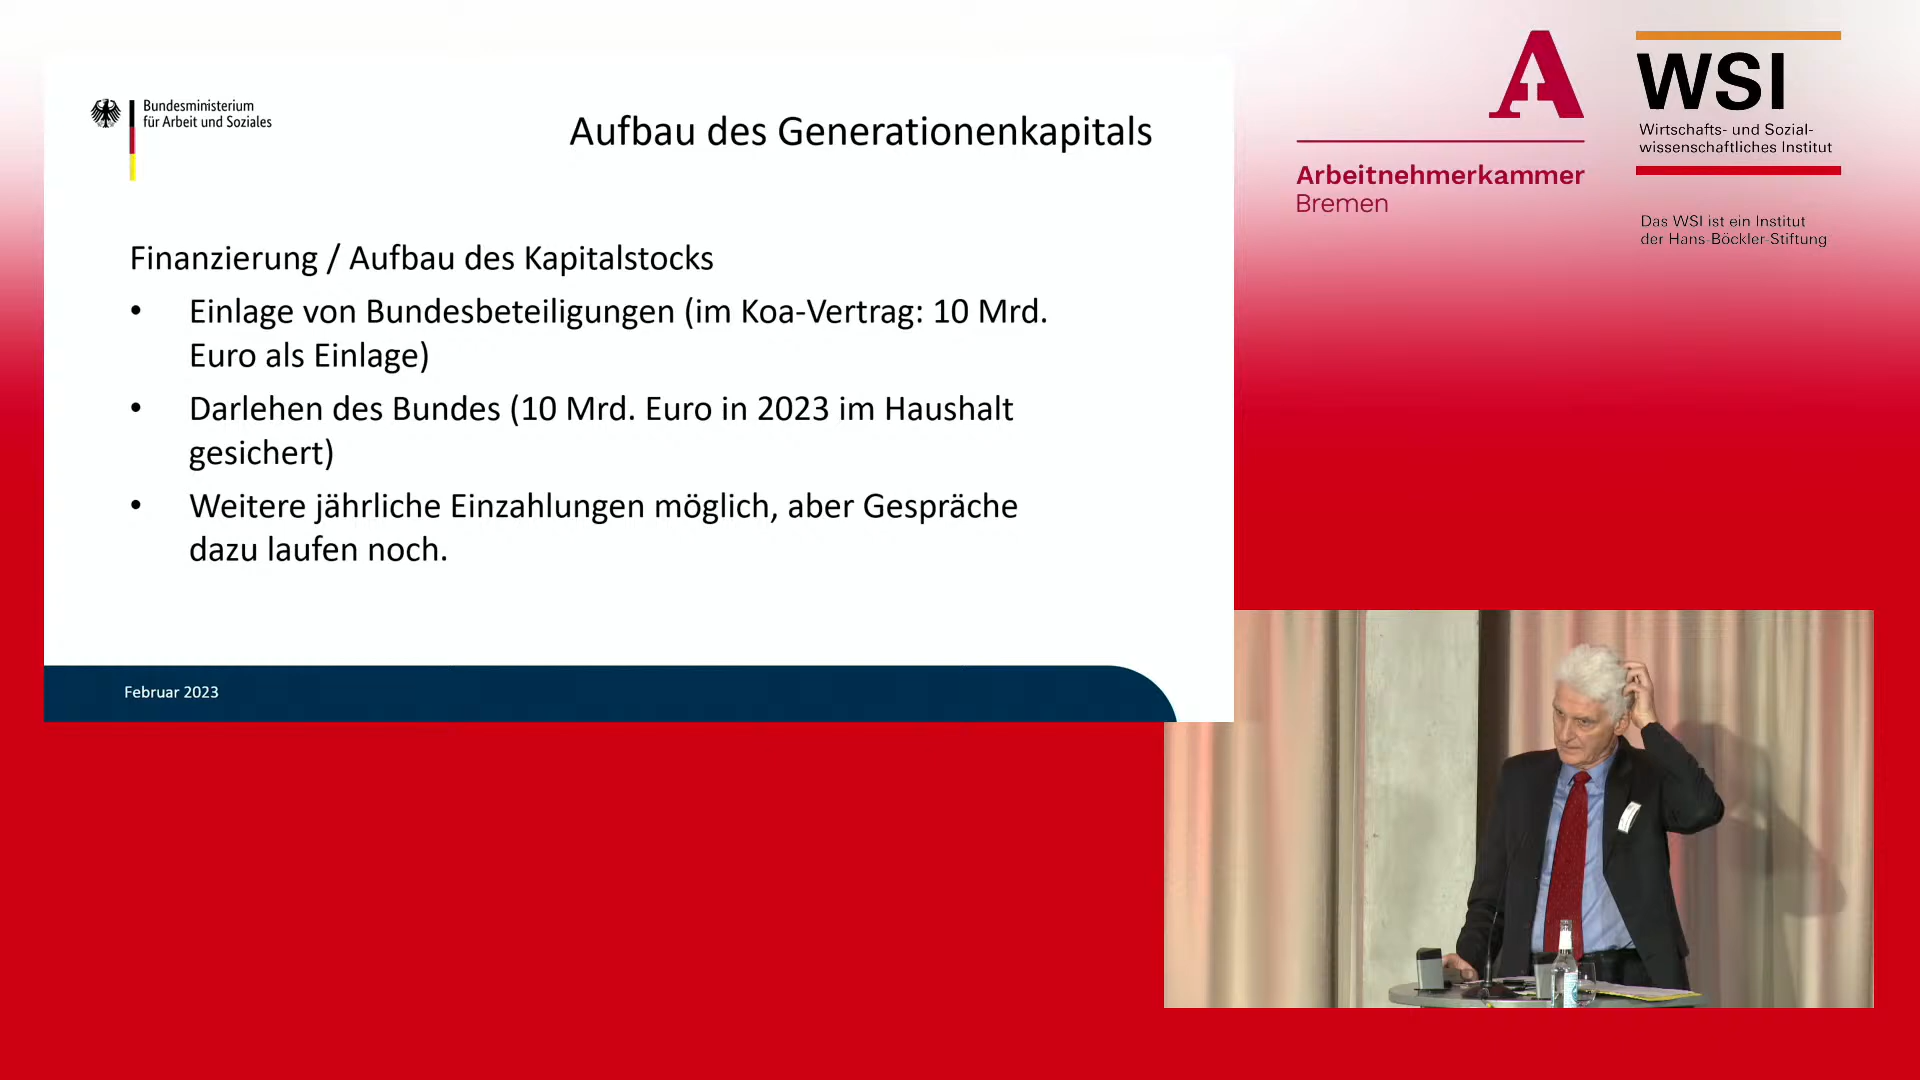 Bundesministerium
für Arbeit und Soziales
Aufbau des Generationenkapitals
Finanzierung / Aufbau des Kapitalstocks
• Einlage von Bundesbeteiligungen (im Koa-Vertrag: 10 Mrd.
Euro als Einlage)
• Darlehen des Bundes (10 Mrd. Euro in 2023 im Haushalt
gesichert)
• Weitere jährliche Einzahlungen möglich, aber Gespräche
dazu laufen noch.
Februar 2023
A
Arbeitnehmerkammer
Bremen
WSI
Wirtschafts- und Sozial-
wissenschaftliches Institut
Das WSI ist ein Institut
der Hans-Böckler-Stiftung